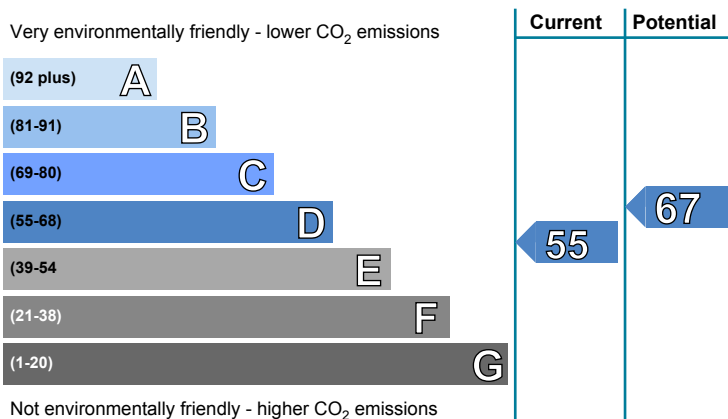 Current Potential
Very environmentally friendly - lower CO2 emissions
(92 plus) A
(81-91) B
(69-80) C
(55-68) D
67
55
(39-54 E
(21-38) F
(1-20) G
Not environmentally friendly - higher CO2 emissions